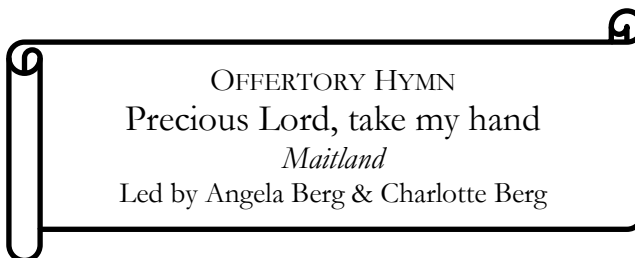 OFFERTORY HYMN
Precious Lord, take my hand
Maitland
Led by Angela Berg & Charlotte Berg